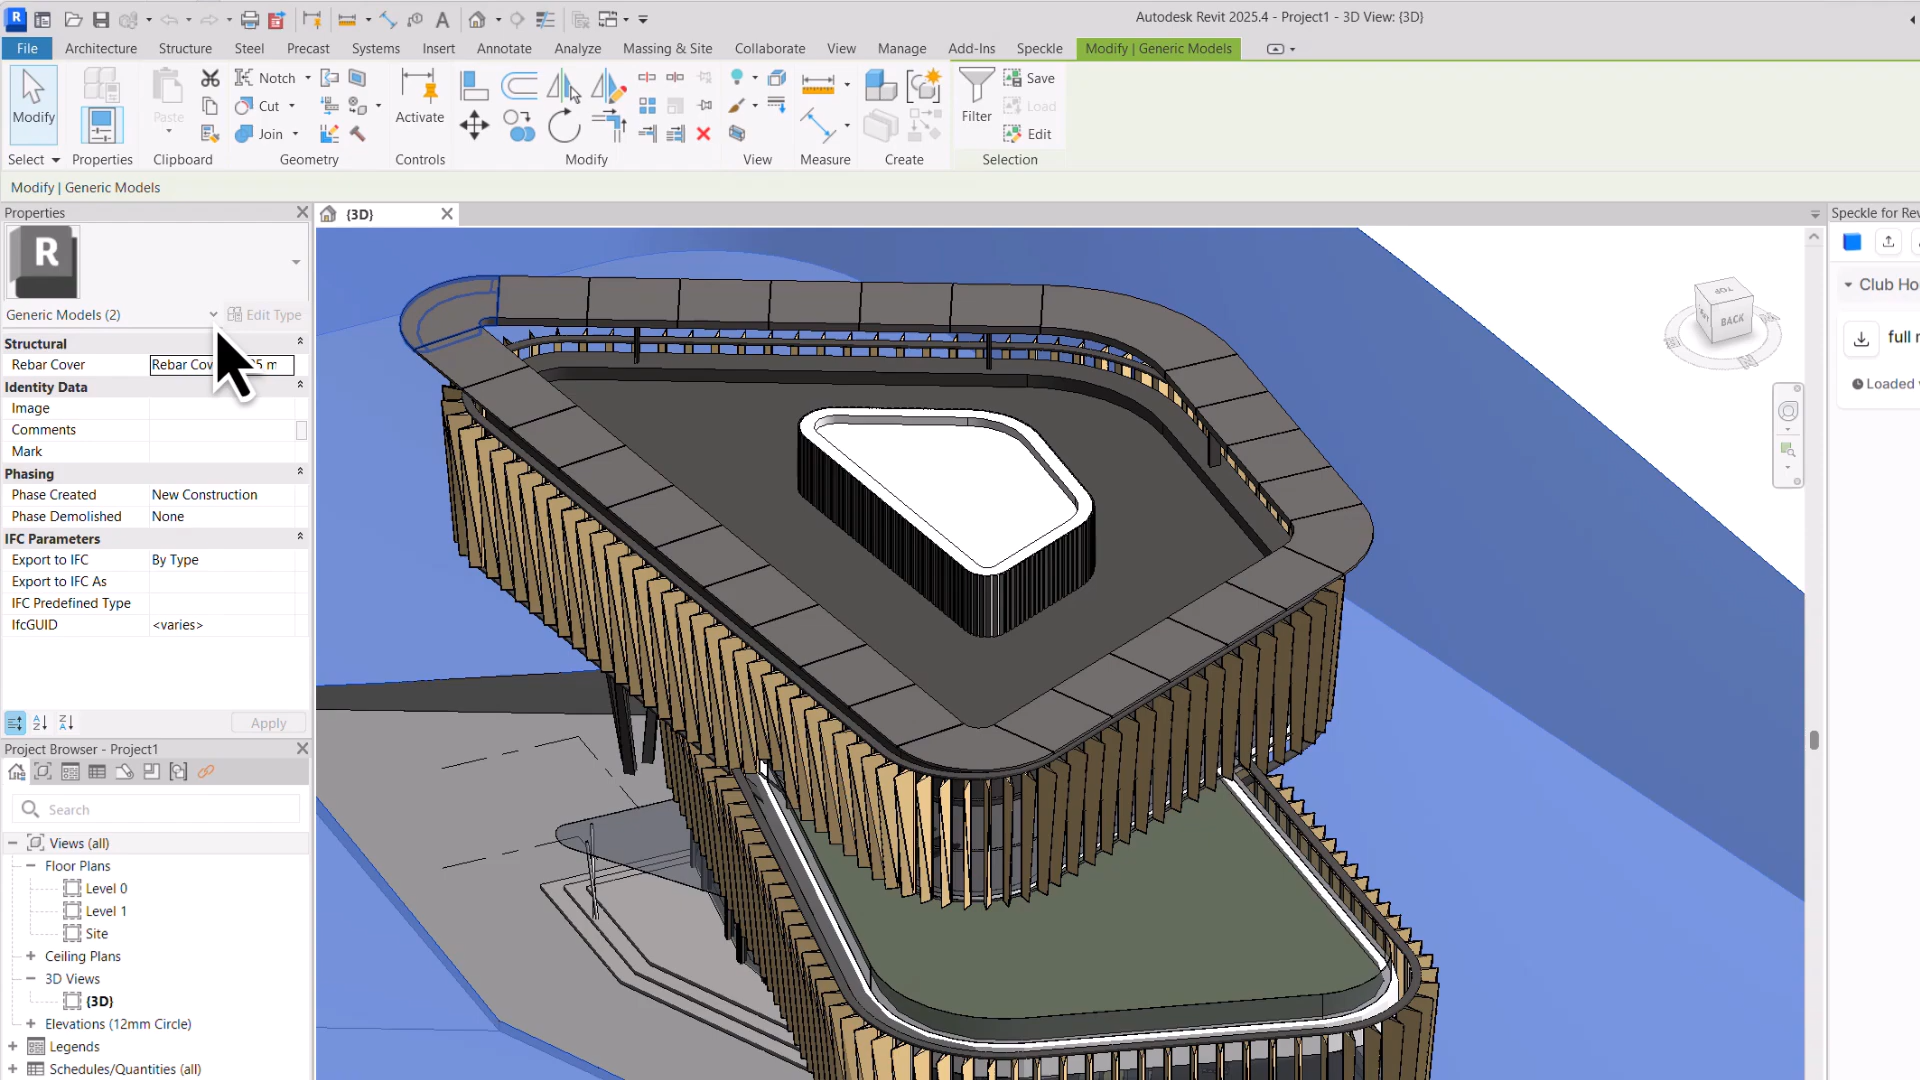 Autodesk Revit 2025.4 - Project1 - 3D View: {3D}
File Architecture Structure Steel Precast Systems Insert Annotate Analyze Massing & Site Collaborate View Manage Add-Ins Speckle Modify | Generic Models
Modify
Paste
Notch
Cut
Join
Activate
Filter
Save
Load
Edit
Select Properties Clipboard Geometry Controls Modify View Measure Create Selection
Modify | Generic Models
Properties
{3D}
Speckle for Rev
R
Generic Models (2)
Edit Type
Structural
Rebar Cover
Identity Data
Image
Comments
Mark
Phasing
Phase Created New Construction
Phase Demolished None
IFC Parameters
Export to IFC By Type
Export to IFC As
IFC Predefined Type
IfcGUID <varies>
Apply
Project Browser - Project1
Search
Views (all)
Floor Plans
Level 0
Level 1
Site
Ceiling Plans
3D Views
{3D}
Elevations (12mm Circle)
Legends
Schedules/Quantities (all)
TOP
BACK
Club Ho
full
Loaded